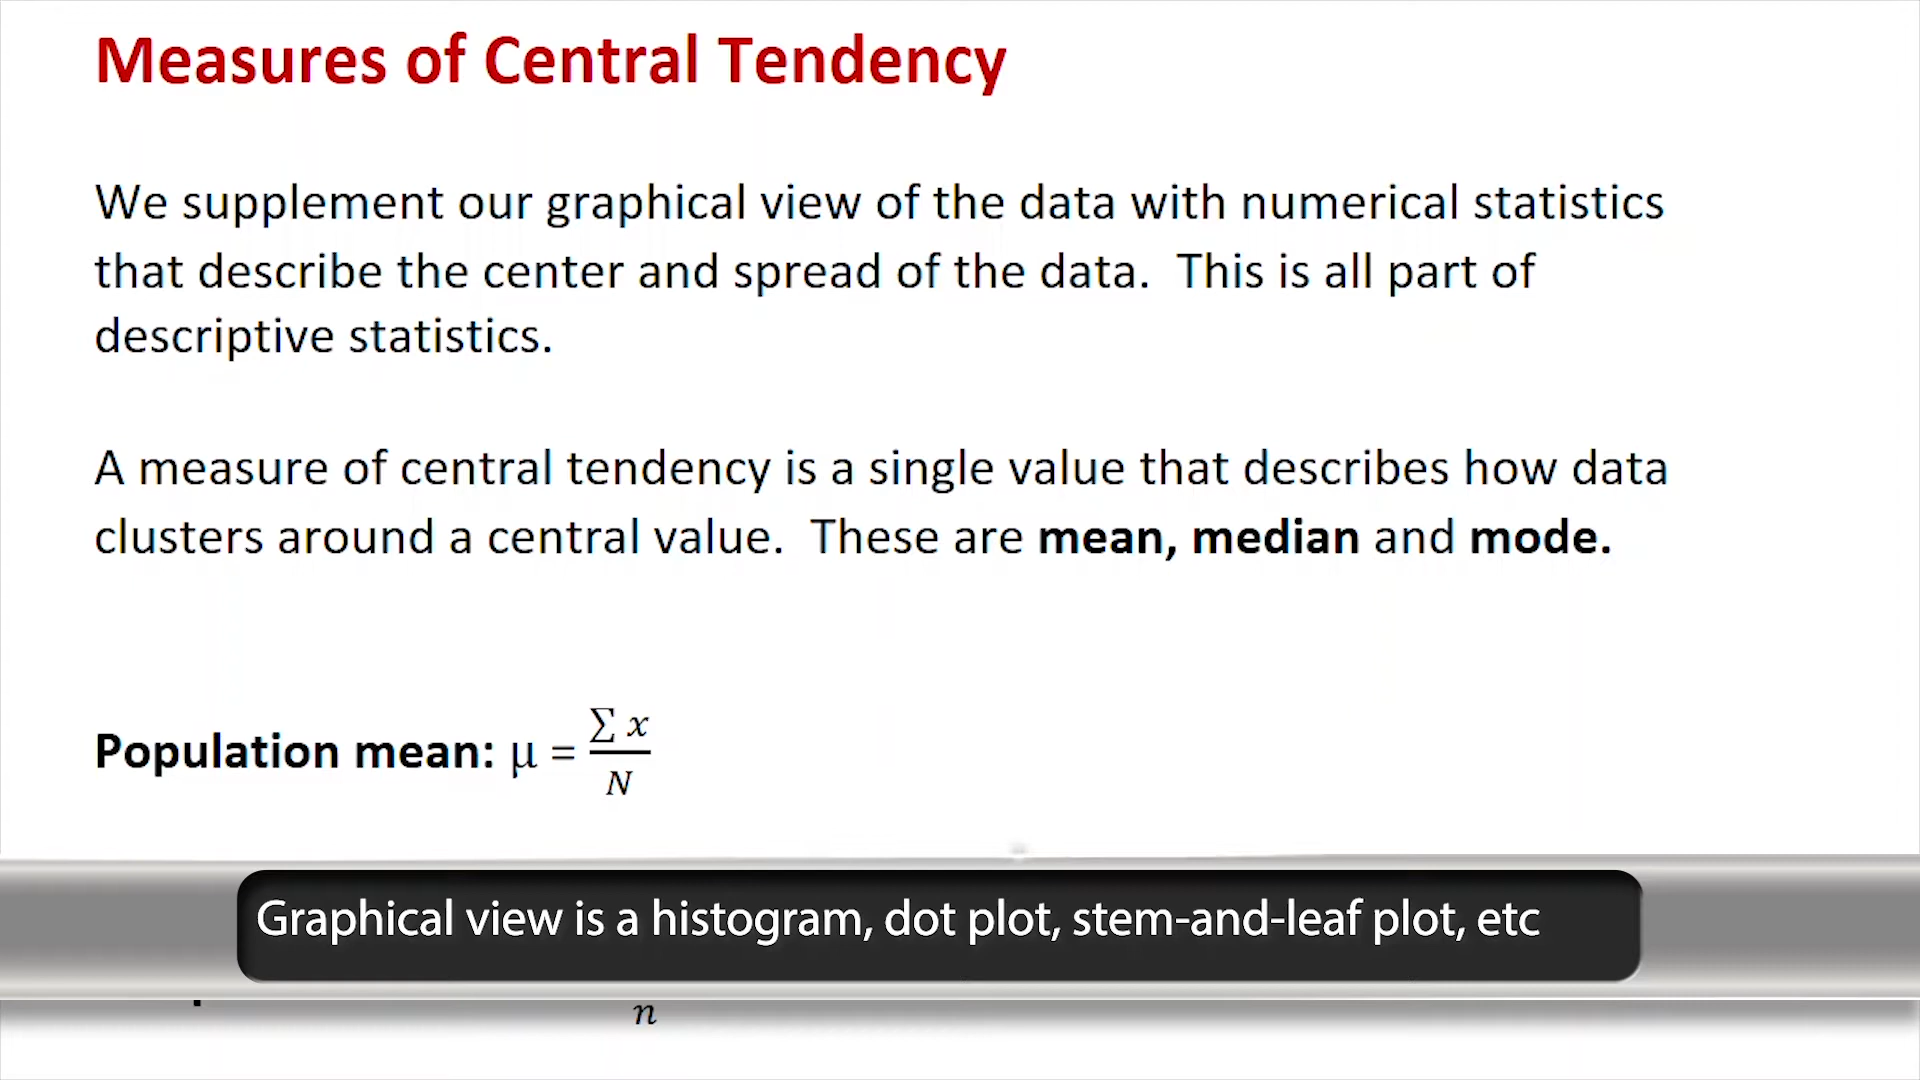 Measures of Central Tendency
We supplement our graphical view of the data with numerical statistics
that describe the center and spread of the data. This is all part of
descriptive statistics.
A measure of central tendency is a single value that describes how data
clusters around a central value. These are mean, median and mode.
Population mean: μ = ∑ x / N
Graphical view is a histogram, dot plot, stem-and-leaf plot, etc
n